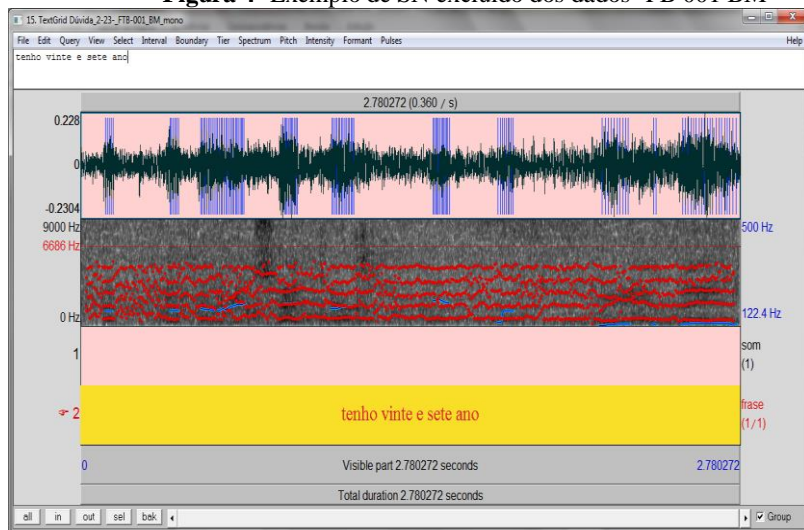 Figura 4- Exemplo de SN excluído dos dados- FB 001 BM
15. TextGrid Dúvida_2-23-_FTB-001_BM_mono
File Edit Query View Select Interval Boundary Tier Spectrum Pitch Intensity Formant Pulses Help
tenho vinte e sete ano
2.780272 (0.360 / s)
0.228
0
-0.2304
9000 Hz 500 Hz
6686 Hz
0 Hz 122.4 Hz
1 som
(1)
2 tenho vinte e sete ano frase
(1/1)
0 Visible part 2.780272 seconds 2.780272
Total duration 2.780272 seconds
all in out sel bak Group